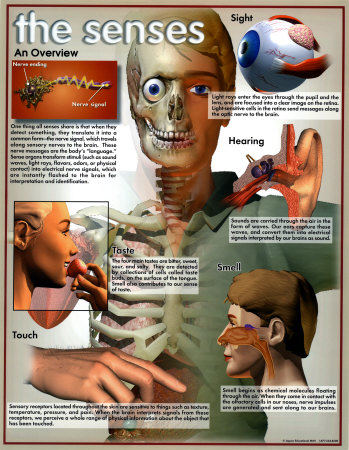 the senses
An Overview
Nerve ending
Nerve signal
One thing all senses share is that when they
detect something, they translate it into a
common form–the nerve signal, which travels
along sensory nerves to the brain. These
nerve messages are the body's "language."
Sense organs transform stimuli (such as sound
waves, light rays, flavors, odors, or physical
contact) into electrical nerve signals, which
are instantly flashed to the brain for
interpretation and identification.
Sight
Light rays enter the eyes through the pupil and the
lens, and are focused into a clear image on the retina.
Light-sensitive cells in the retina send messages along
the optic nerve to the brain.
Hearing
Sounds are carried through the air in the
form of waves. Our ears capture these
waves, and convert them into electrical
signals interpreted by our brains as sound.
Taste
The four main tastes are bitter, sweet,
sour, and salty. They are detected
by collections of cells called taste
buds, on the surface of the tongue.
Smell also contributes to our sense
of taste.
Smell
Smell begins as chemical molecules floating
through the air. When they come in contact with
the olfactory cells in our noses, nerve impulses
are generated and sent along to our brains.
Touch
Sensory receptors located throughout the skin are sensitive to things such as texture,
temperature, pressure, and pain. When the brain interprets signals from these
receptors, we perceive a whole range of physical information about the object that
has been touched.